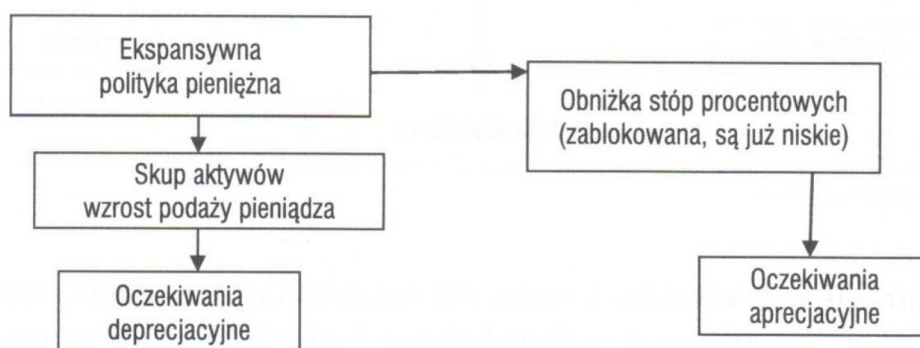 Ekspansywna
polityka pieniężna
Obniżka stóp procentowych
(zablokowana, są już niskie)
Skup aktywów
wzrost podaży pieniądza
Oczekiwania
deprecjacyjne
Oczekiwania
aprecjacyjne